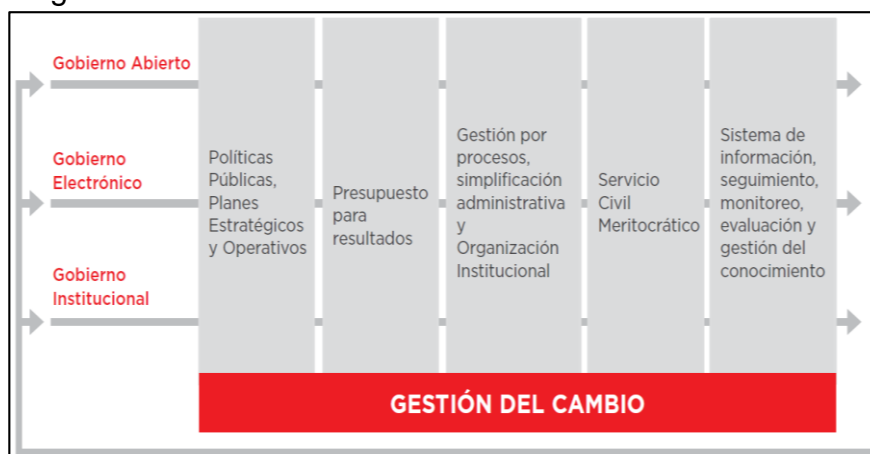 Gobierno Abierto
Gobierno
Electrónico
Gobierno
Institucional
Políticas
Públicas,
Planes
Estratégicos
y Operativos
Presupuesto
para
resultados
Gestión por
procesos,
simplificación
administrativa
y
Organización
Institucional
Servicio
Civil
Meritocrático
Sistema de
información,
seguimiento,
monitoreo,
evaluación y
gestión del
conocimiento
GESTIÓN DEL CAMBIO